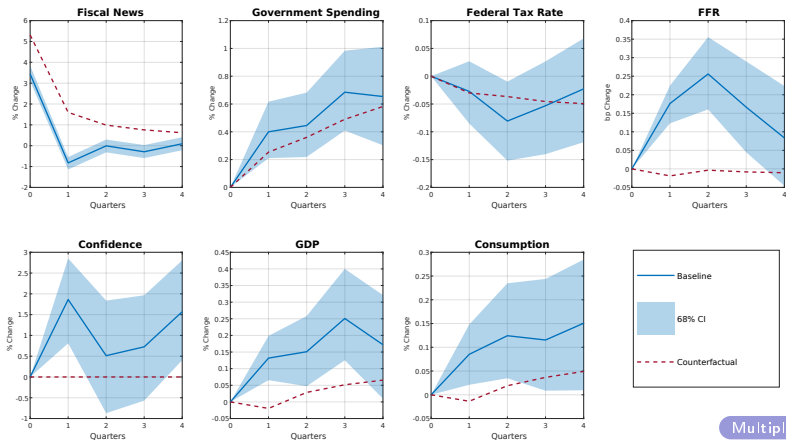 Fiscal News
Government Spending
Federal Tax Rate
FFR
6
5
4
3
2
1
0
-1
-2
% Change
0 1 2 3 4
Quarters
1.2
1
0.8
0.6
0.4
0.2
0
% Change
0 1 2 3 4
Quarters
0.1
0.05
0
-0.05
-0.1
-0.15
-0.2
% Change
0 1 2 3 4
Quarters
0.4
0.35
0.3
0.25
0.2
0.15
0.1
0.05
0
-0.05
bp Change
0 1 2 3 4
Quarters
Confidence
GDP
Consumption
3
2.5
2
1.5
1
0.5
0
-0.5
-1
% Change
0 1 2 3 4
Quarters
0.45
0.4
0.35
0.3
0.25
0.2
0.15
0.1
0.05
0
-0.05
% Change
0 1 2 3 4
Quarters
0.3
0.25
0.2
0.15
0.1
0.05
0
-0.05
% Change
0 1 2 3 4
Quarters
Baseline
68% CI
Counterfactual
Multipl